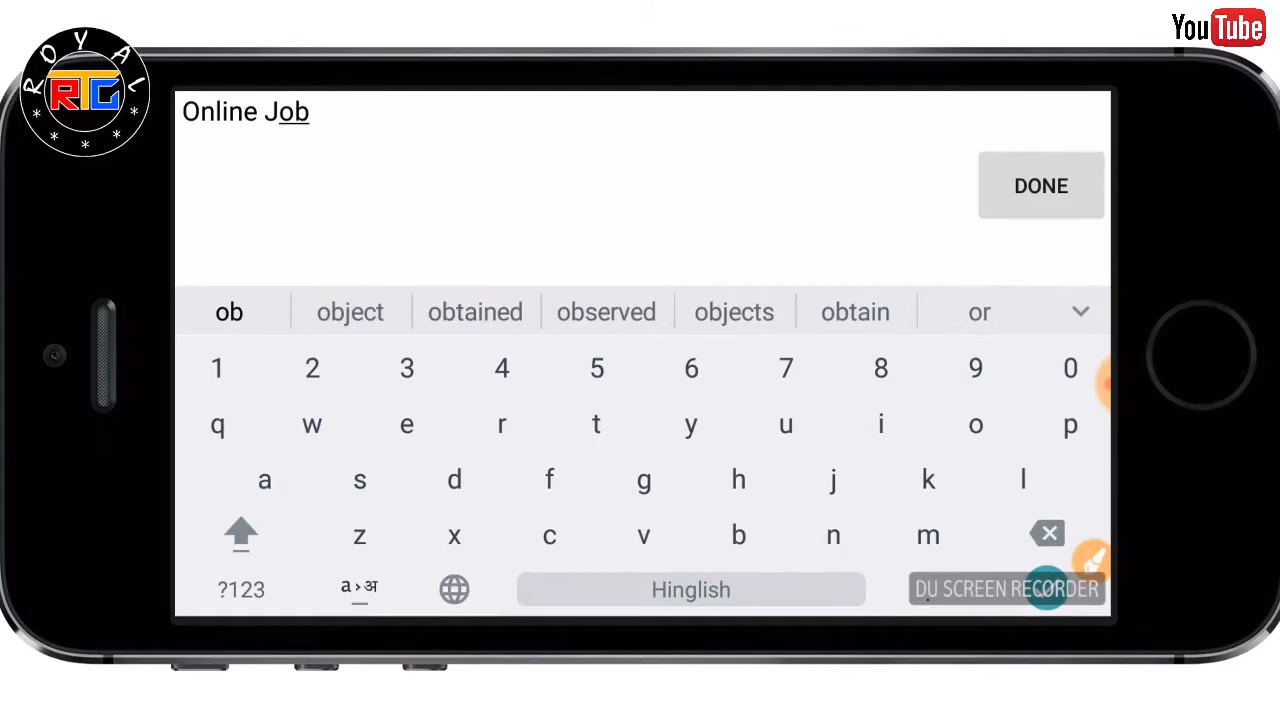 YouTube
ROYAL
RTG
Online Job
DONE
ob object obtained observed objects obtain or
1 2 3 4 5 6 7 8 9 0
q w e r t y u i o p
a s d f g h j k l
z x c v b n m
?123 a›अ Hinglish DU SCREEN RECORDER